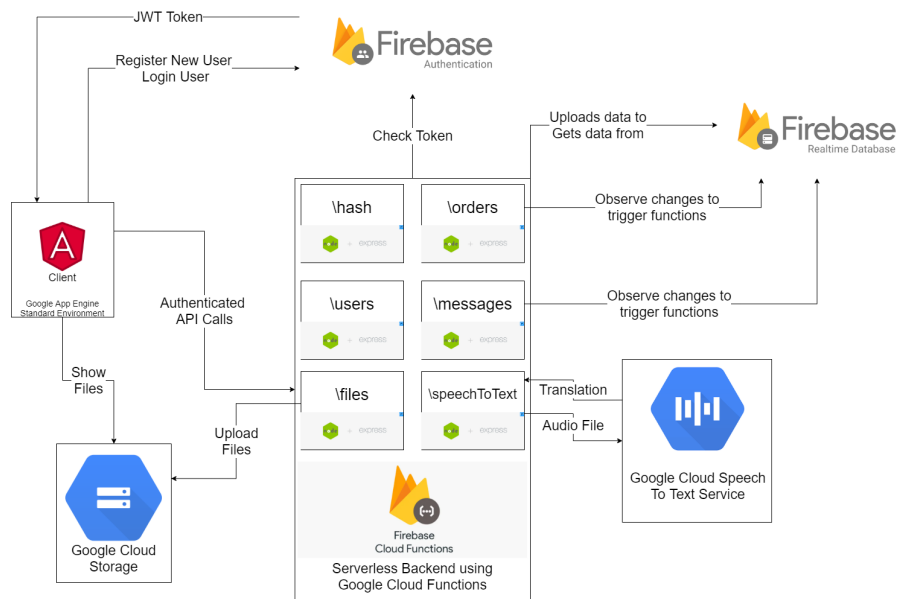 JWT Token
Firebase
Authentication
Register New User
Login User
Check Token
Uploads data to
Gets data from
Firebase
Realtime Database
\hash
+ express
\orders
+ express
Observe changes to
trigger functions
Client
Google App Engine
Standard Environment
Authenticated
API Calls
\users
+ express
\messages
+ express
Observe changes to
trigger functions
Show
Files
\files
+ express
\speechToText
+ express
Translation
Audio File
Upload
Files
Google Cloud Speech
To Text Service
Google Cloud
Storage
Firebase
Cloud Functions
Serverless Backend using
Google Cloud Functions